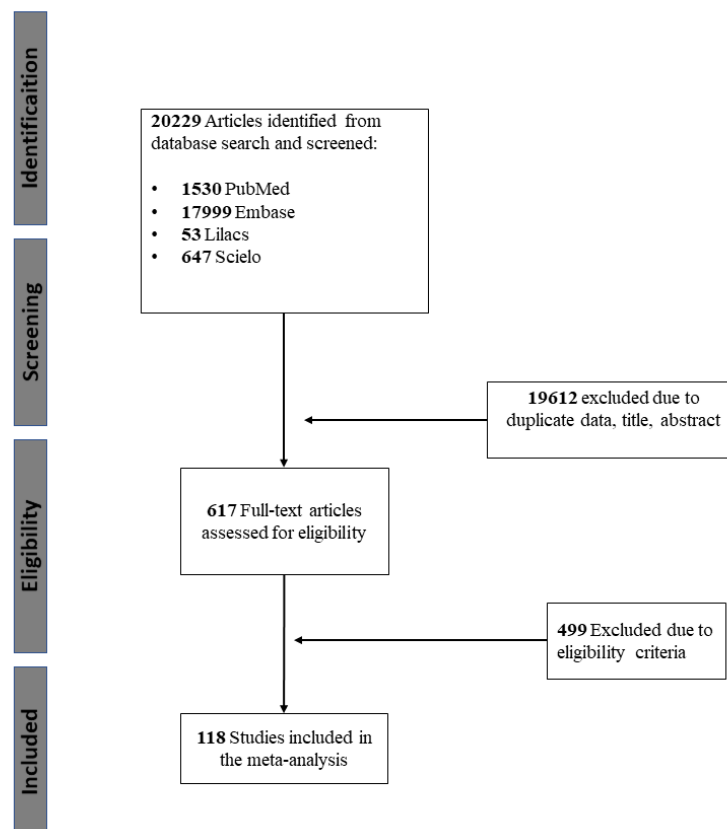 Identificaition
20229 Articles identified from
database search and screened:
• 1530 PubMed
• 17999 Embase
• 53 Lilacs
• 647 Scielo
Screening
19612 excluded due to
duplicate data, title, abstract
Eligibility
617 Full-text articles
assessed for eligibility
499 Excluded due to
eligibility criteria
Included
118 Studies included in
the meta-analysis